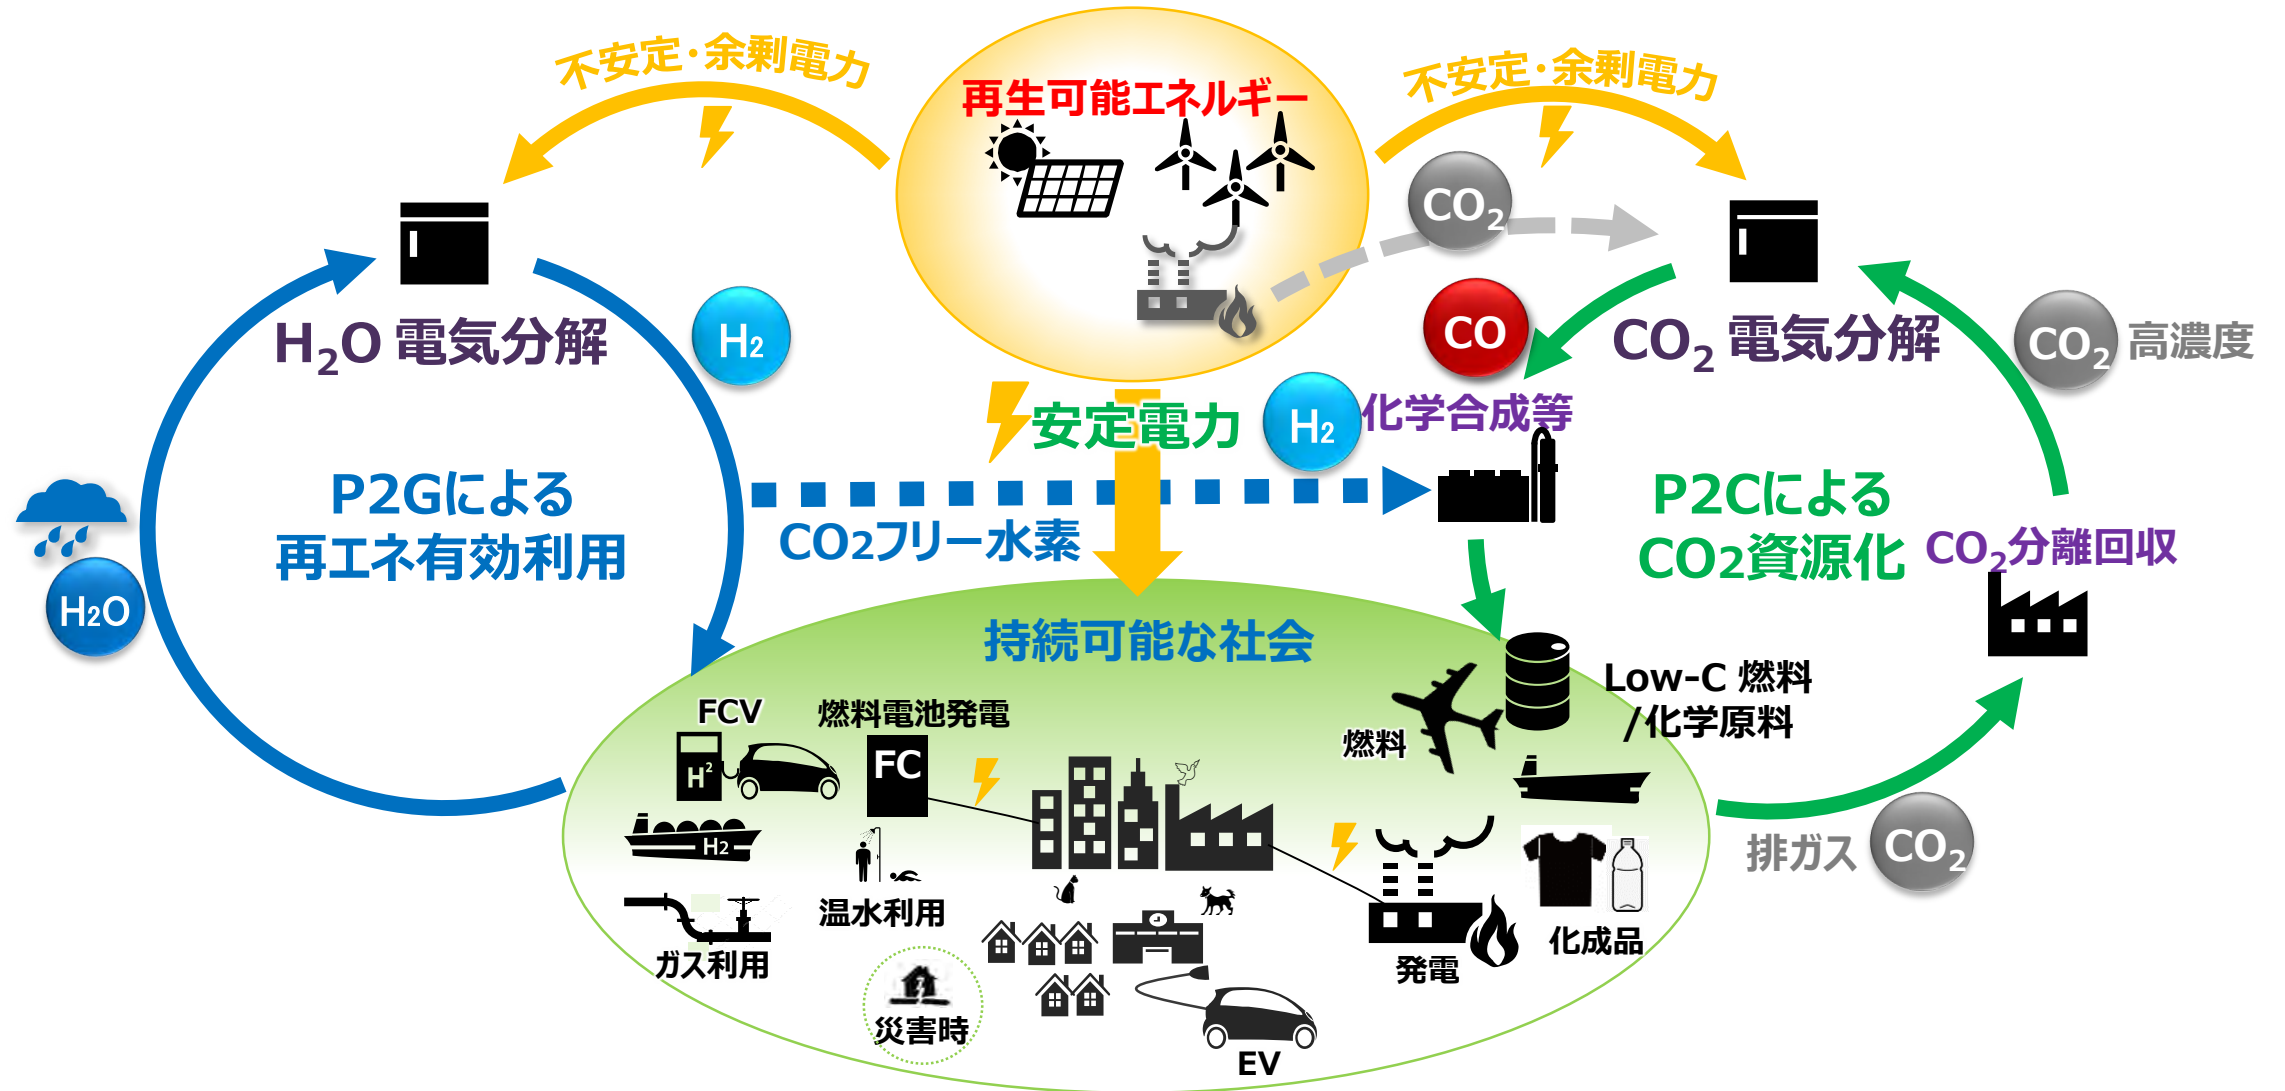 不安定・余剰電力
再生可能エネルギー
不安定・余剰電力
CO2
H2O 電気分解
H2
CO
CO2 電気分解
CO2 高濃度
安定電力
H2
化学合成等
P2Gによる
再エネ有効利用
CO2フリー水素
P2Cによる
CO2資源化
CO2分離回収
H2O
持続可能な社会
FCV
燃料電池発電
燃料
Low-C 燃料
/化学原料
H2
FC
H2
排ガス
CO2
温水利用
ガス利用
災害時
EV
発電
化成品